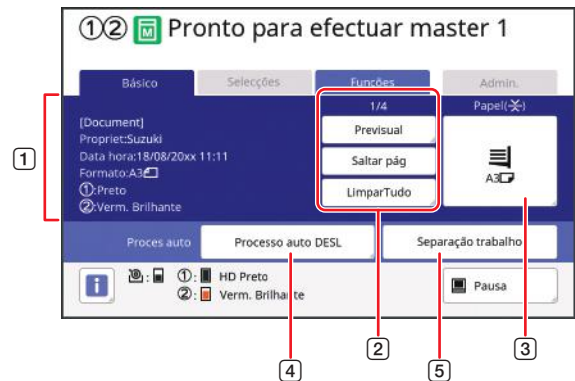 ①② M Pronto para efectuar master 1
Básico Selecções Funções Admin.
1/4 Papel( )
[Document]
Propriet:Suzuki
Data hora:18/08/20xx 11:11
Formato:A3
①:Preto
②:Verm. Brilhante
Previsual
Saltar pág
LimparTudo
A3
Proces auto Processo auto DESL Separação trabalho
i : ①: HD Preto
②: Verm. Brilhante
Pausa
1
2
3
4
5